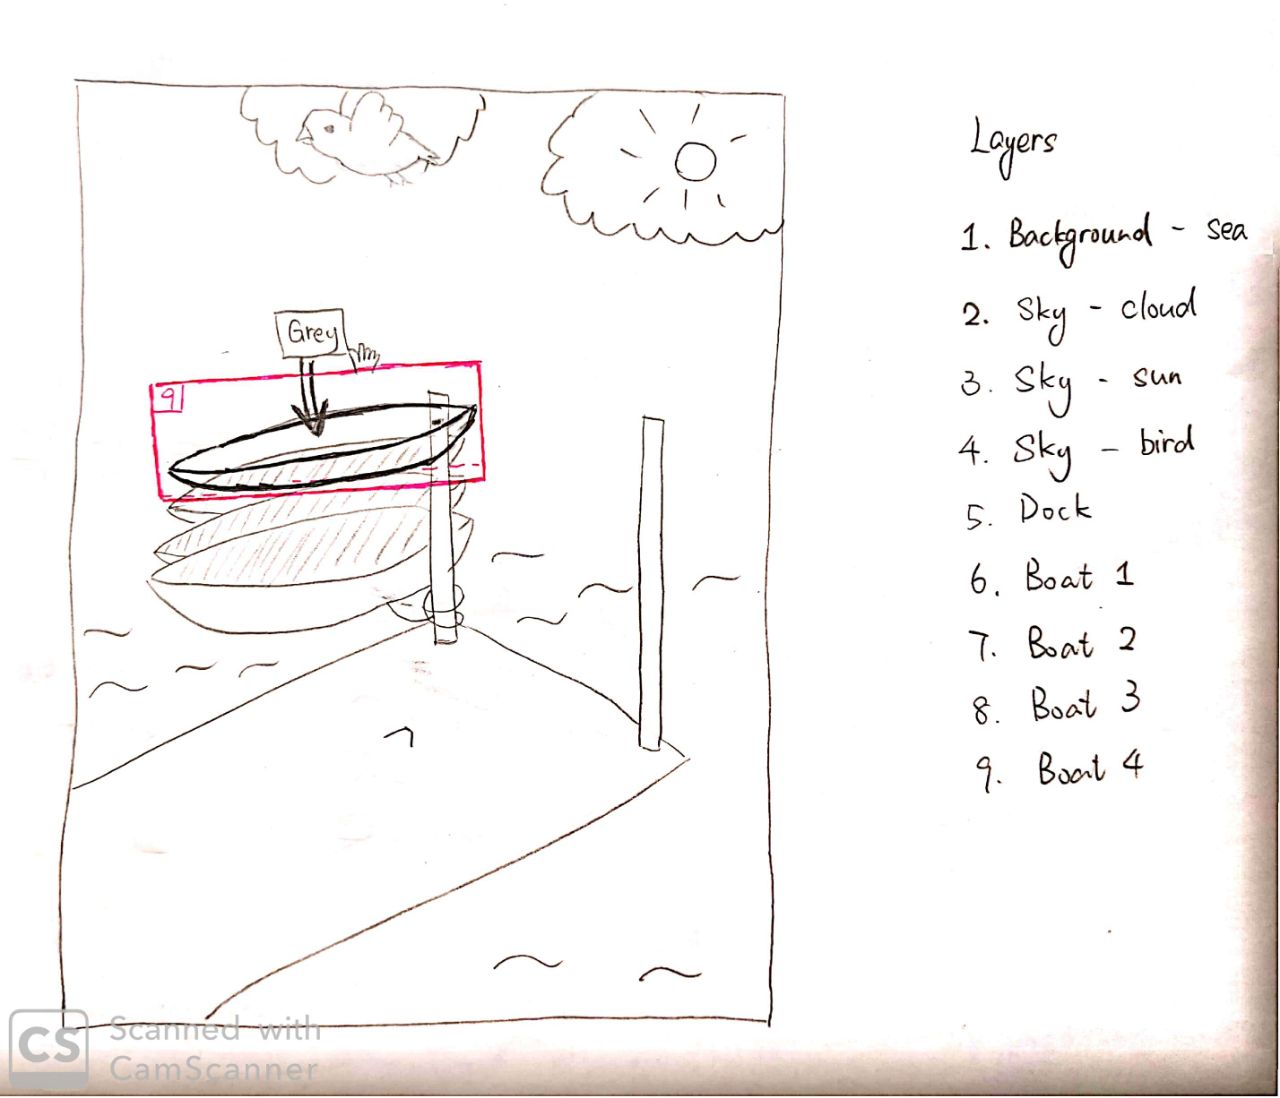 Layers
1. Background - sea
2. Sky - cloud
3. Sky - sun
4. Sky - bird
5. Dock
6. Boat 1
7. Boat 2
8. Boat 3
9. Boat 4
Grey
9
CS
Scanned with
CamScanner